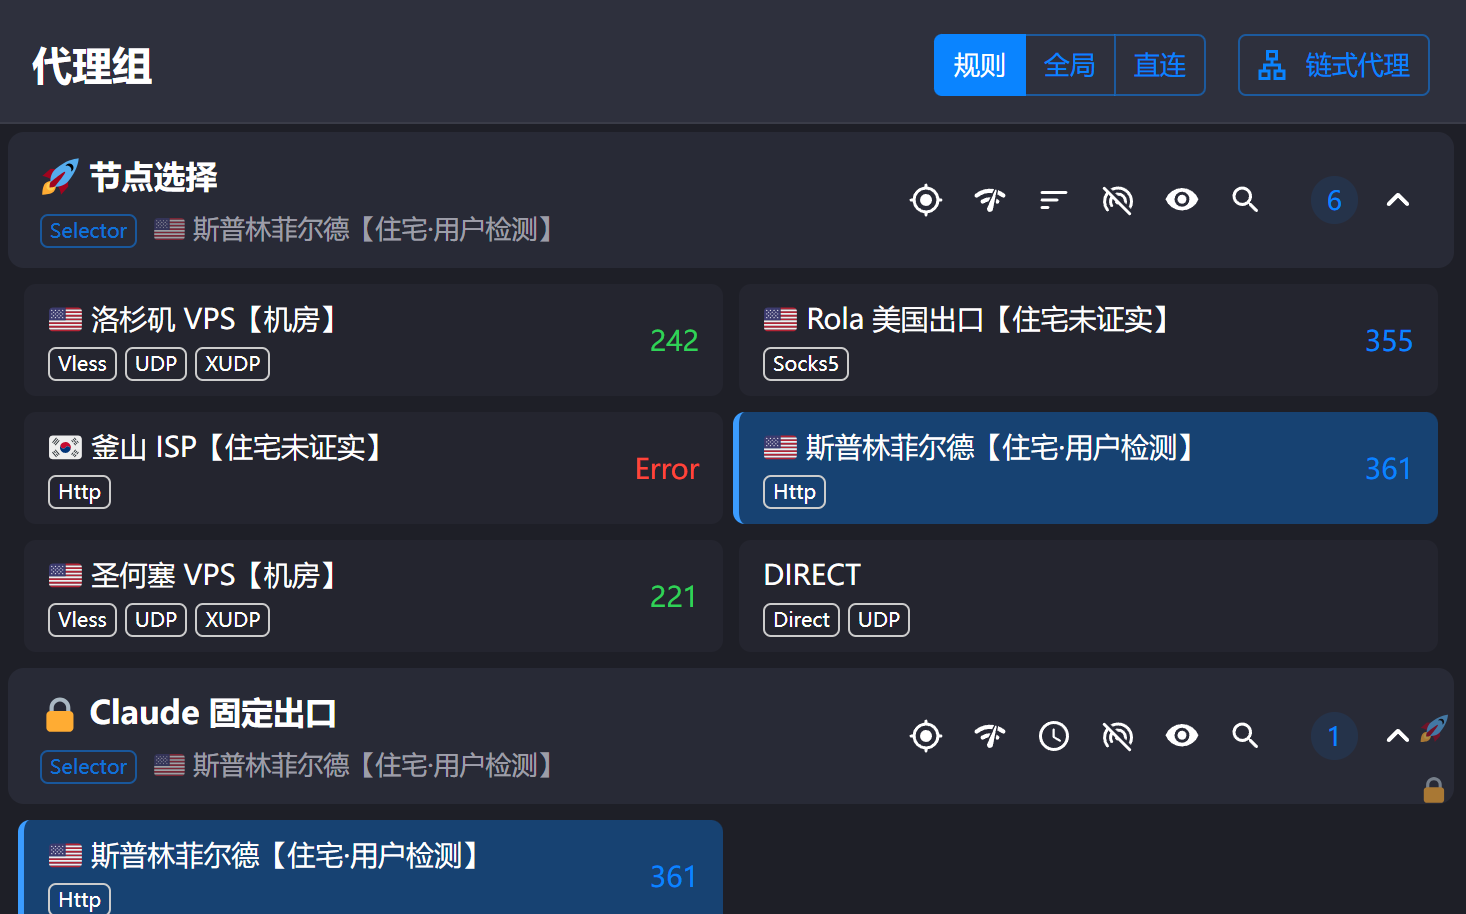 代理组
规则 全局 直连 链式代理
节点选择
Selector 斯普林菲尔德【住宅·用户检测】
6
洛杉矶 VPS【机房】
Vless UDP XUDP
242
Rola 美国出口【住宅未证实】
Socks5
355
釜山 ISP【住宅未证实】
Http
Error
斯普林菲尔德【住宅·用户检测】
Http
361
圣何塞 VPS【机房】
Vless UDP XUDP
221
DIRECT
Direct UDP
Claude 固定出口
Selector 斯普林菲尔德【住宅·用户检测】
1
斯普林菲尔德【住宅·用户检测】
Http
361